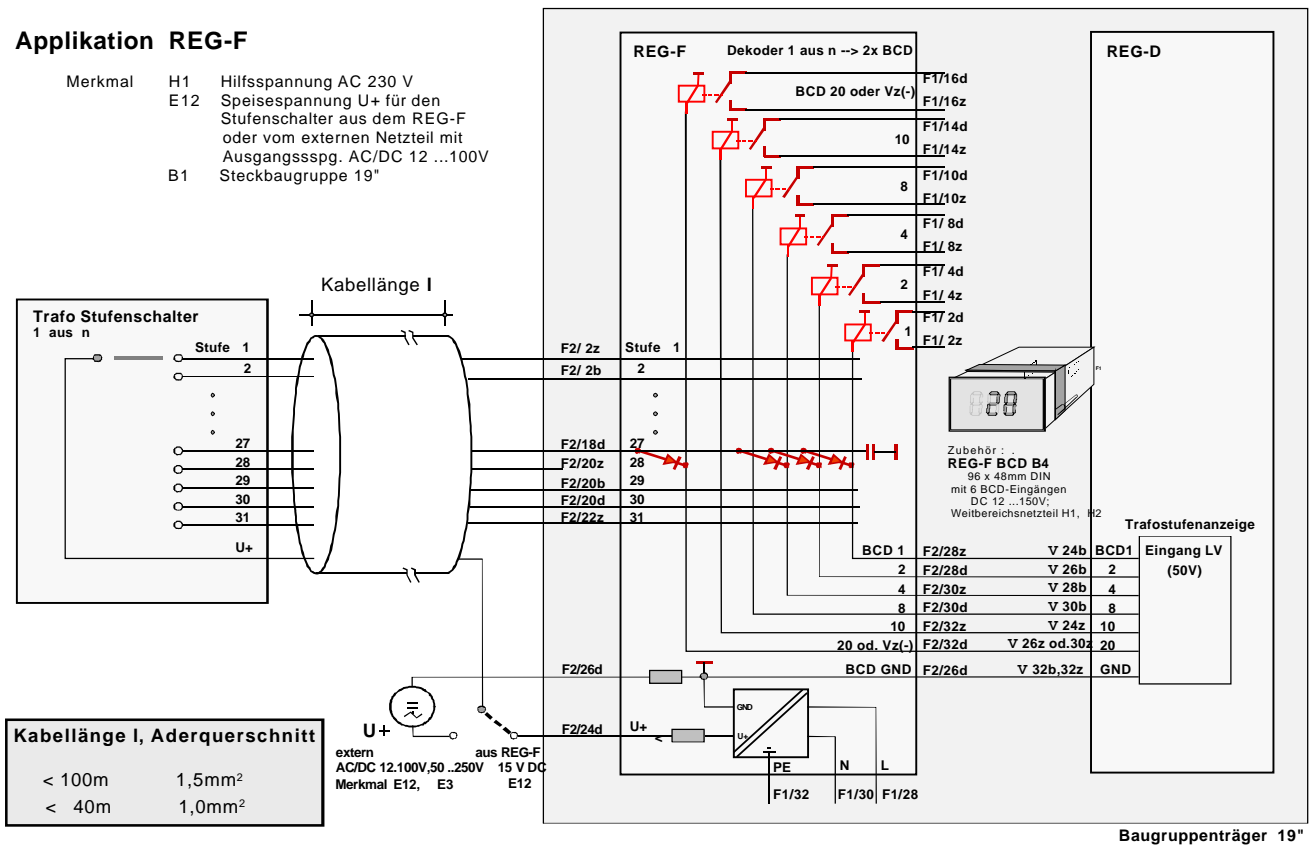 Applikation REG-F
Merkmal H1 Hilfsspannung AC 230 V
E12 Speisespannung U+ für den
Stufenschalter aus dem REG-F
oder vom externen Netzteil mit
Ausgangssspg. AC/DC 12 ...100V
B1 Steckbaugruppe 19"
Kabellänge l
Trafo Stufenschalter
1 aus n
Stufe 1
2
27
28
29
30
31
U+
REG-F Dekoder 1 aus n --> 2x BCD
BCD 20 oder Vz(-)
F1/16d
F1/16z
10
F1/14d
F1/14z
8
F1/10d
F1/10z
4
F1/ 8d
F1/ 8z
2
F1/ 4d
F1/ 4z
1
F1/ 2d
F1/ 2z
F2/ 2z Stufe 1
F2/ 2b 2
F2/18d 27
F2/20z 28
F2/20b 29
F2/20d 30
F2/22z 31
REG-D
F1
28
Zubehör : .
REG-F BCD B4
96 x 48mm DIN
mit 6 BCD-Eingängen
DC 12 ...150V;
Weitbereichsnetzteil H1, H2
Trafostufenanzeige
Eingang LV
(50V)
BCD 1 F2/28z V 24b BCD1
2 F2/28d V 26b 2
4 F2/30z V 28b 4
8 F2/30d V 30b 8
10 F2/32z V 24z 10
20 od. Vz(-) F2/32d V 26z od.30z 20
BCD GND F2/26d V 32b,32z GND
F2/26d
F2/24d U+
<
GND
U+
PE N L
F1/32 F1/30 F1/28
U+
extern
AC/DC 12.100V,50 ..250V
Merkmal E12, E3
aus REG-F
15 V DC
E12
Kabellänge l, Aderquerschnitt
< 100m 1,5mm²
< 40m 1,0mm²
Baugruppenträger 19"